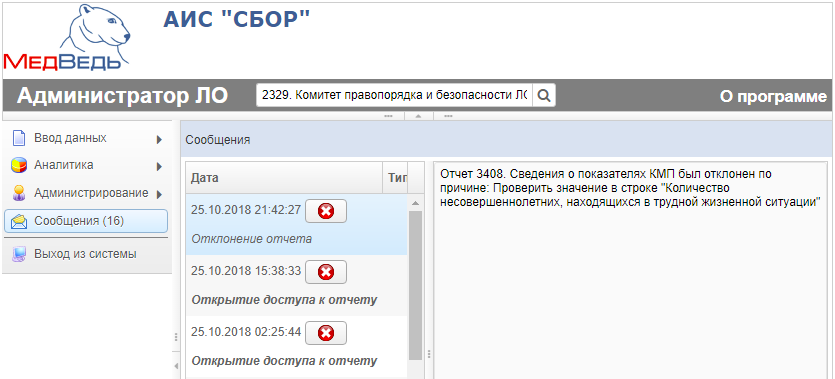 АИС "СБОР"
МЕДВЕДЬ
Администратор ЛО
2329. Комитет правопорядка и безопасности ЛО
О программе
Ввод данных
Аналитика
Администрирование
Сообщения (16)
Выход из системы
Сообщения
Дата Тип
25.10.2018 21:42:27
Отклонение отчета
25.10.2018 15:38:33
Открытие доступа к отчету
25.10.2018 02:25:44
Открытие доступа к отчету
Отчет 3408. Сведения о показателях КМП был отклонен по
причине: Проверить значение в строке "Количество
несовершеннолетних, находящихся в трудной жизненной ситуации"